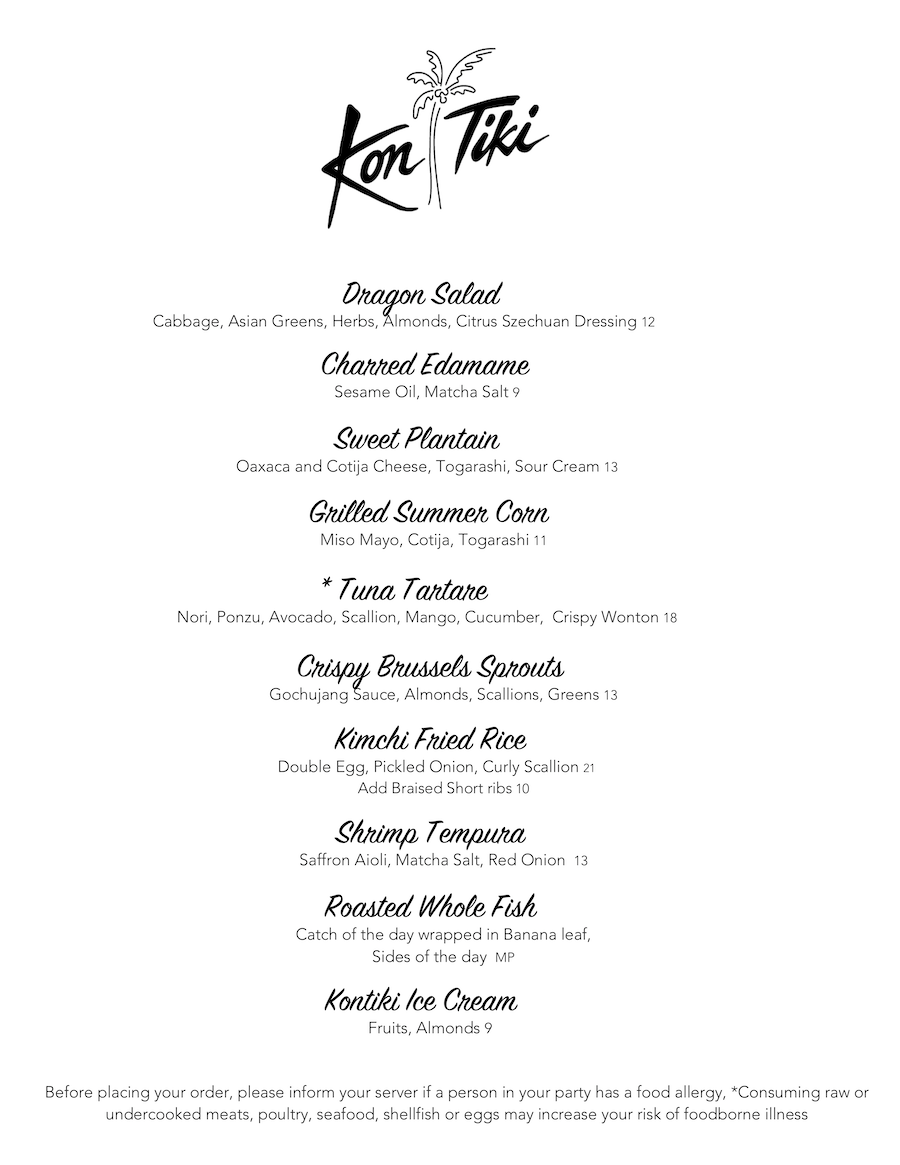 Kon Tiki
Dragon Salad
Cabbage, Asian Greens, Herbs, Almonds, Citrus Szechuan Dressing 12
Charred Edamame
Sesame Oil, Matcha Salt 9
Sweet Plantain
Oaxaca and Cotija Cheese, Togarashi, Sour Cream 13
Grilled Summer Corn
Miso Mayo, Cotija, Togarashi 11
* Tuna Tartare
Nori, Ponzu, Avocado, Scallion, Mango, Cucumber, Crispy Wonton 18
Crispy Brussels Sprouts
Gochujang Sauce, Almonds, Scallions, Greens 13
Kimchi Fried Rice
Double Egg, Pickled Onion, Curly Scallion 21
Add Braised Short ribs 10
Shrimp Tempura
Saffron Aioli, Matcha Salt, Red Onion 13
Roasted Whole Fish
Catch of the day wrapped in Banana leaf,
Sides of the day MP
Kontiki Ice Cream
Fruits, Almonds 9
Before placing your order, please inform your server if a person in your party has a food allergy, *Consuming raw or
undercooked meats, poultry, seafood, shellfish or eggs may increase your risk of foodborne illness